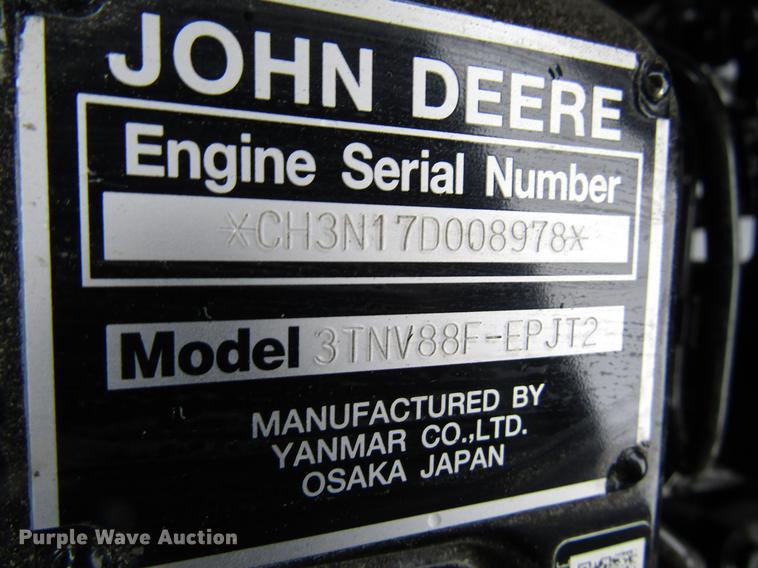 JOHN DEERE
Engine Serial Number
*CH3N17D008978*
Model 3TNV88F-EPJT2
MANUFACTURED BY
YANMAR CO.,LTD.
OSAKA JAPAN
Purple Wave Auction